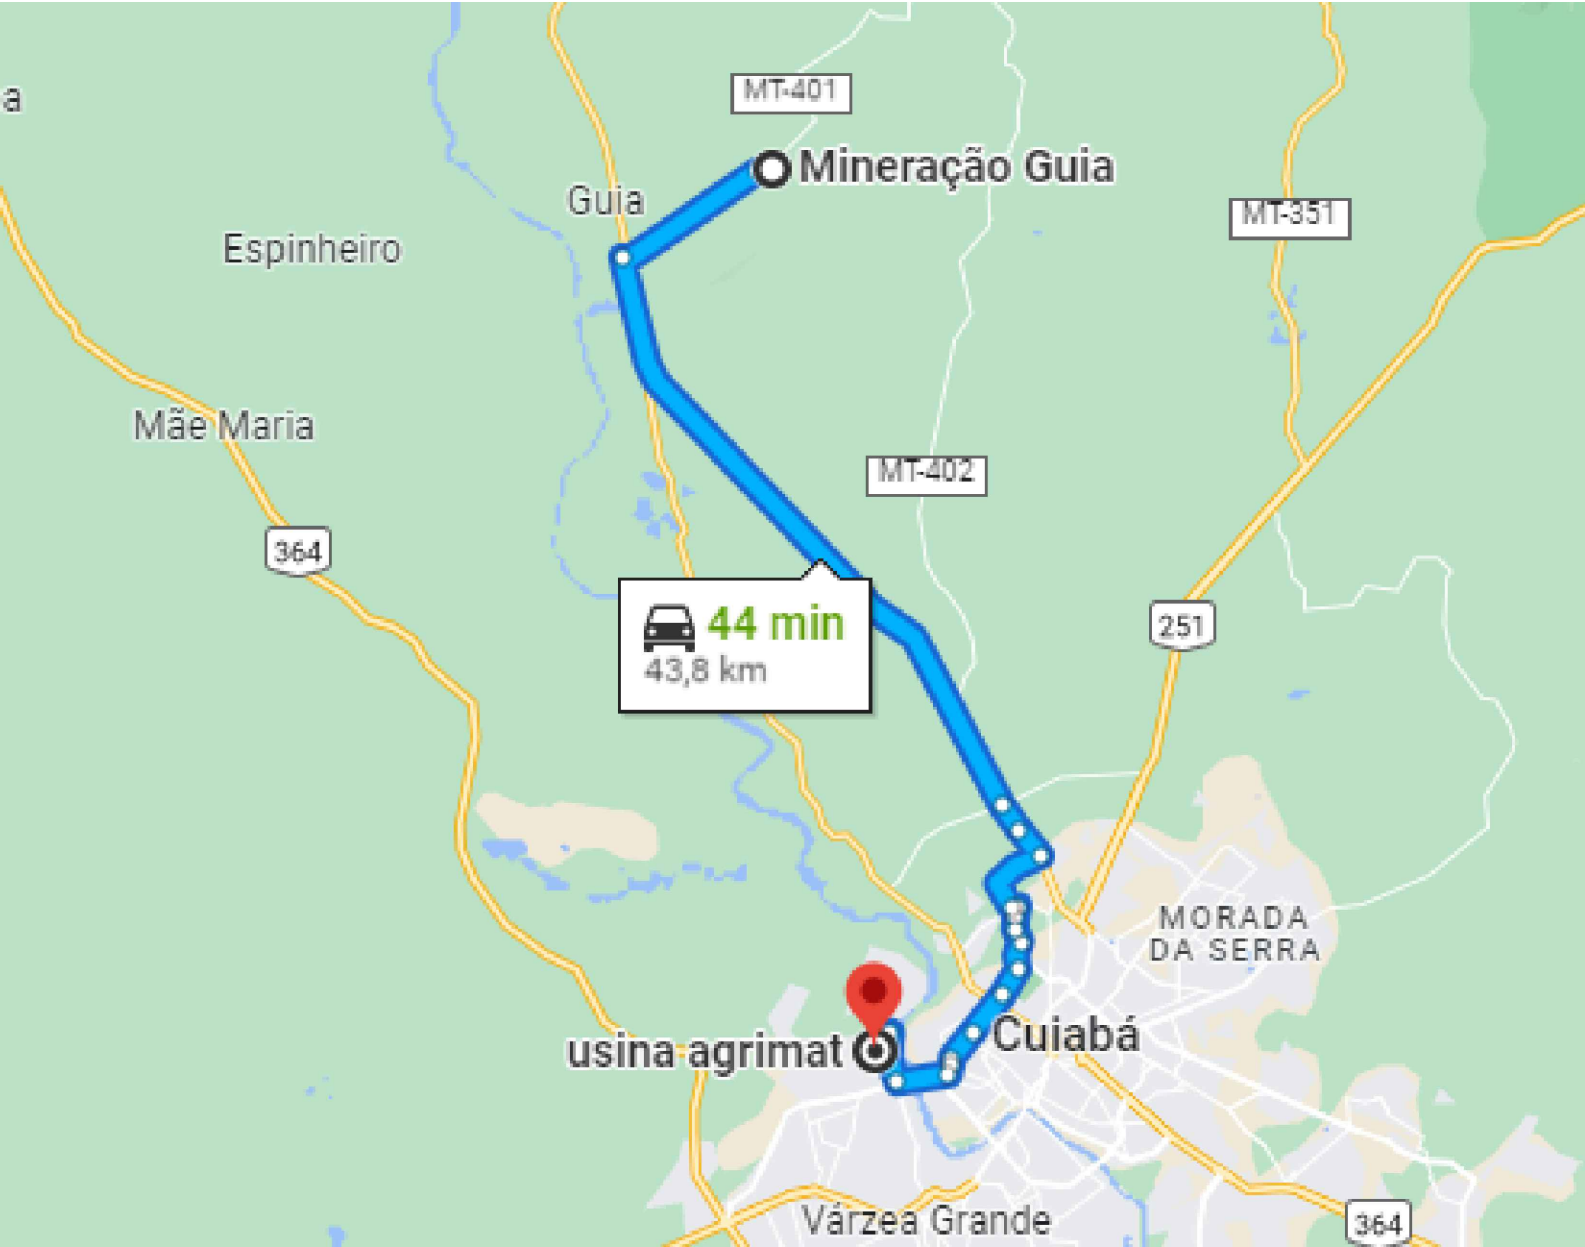 a
MT-401
Mineração Guia
Guia
MT-351
Espinheiro
Mãe Maria
MT-402
364
44 min
43,8 km
251
MORADA
DA SERRA
Cuiabá
usina agrimat
Várzea Grande
364